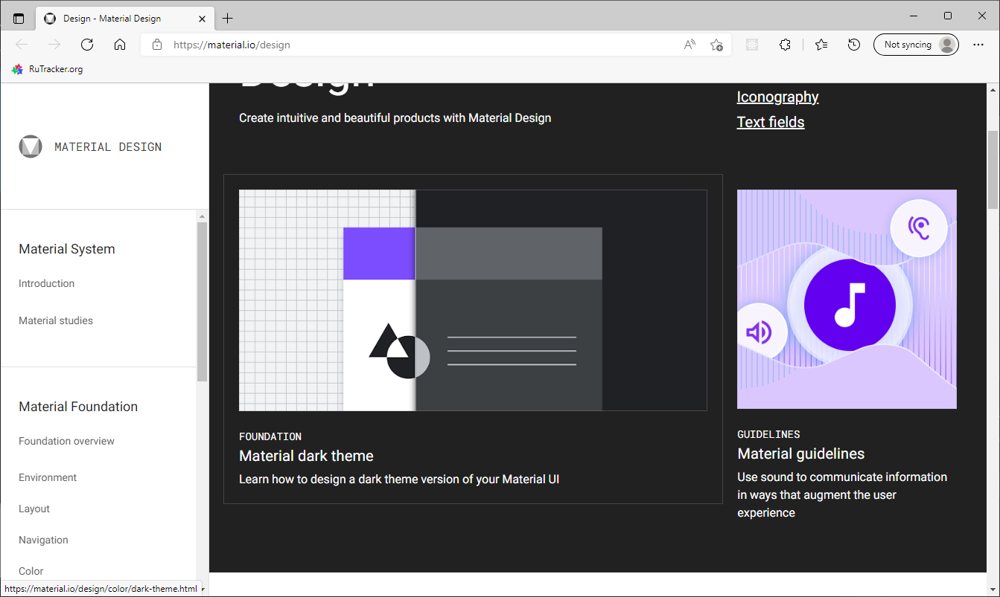 Design - Material Design
https://material.io/design
Not syncing
RuTracker.org
MATERIAL DESIGN
Material System
Introduction
Material studies
Material Foundation
Foundation overview
Environment
Layout
Navigation
Color
https://material.io/design/color/dark-theme.html
Design
Create intuitive and beautiful products with Material Design
Iconography
Text fields
FOUNDATION
Material dark theme
Learn how to design a dark theme version of your Material UI
GUIDELINES
Material guidelines
Use sound to communicate information
in ways that augment the user
experience